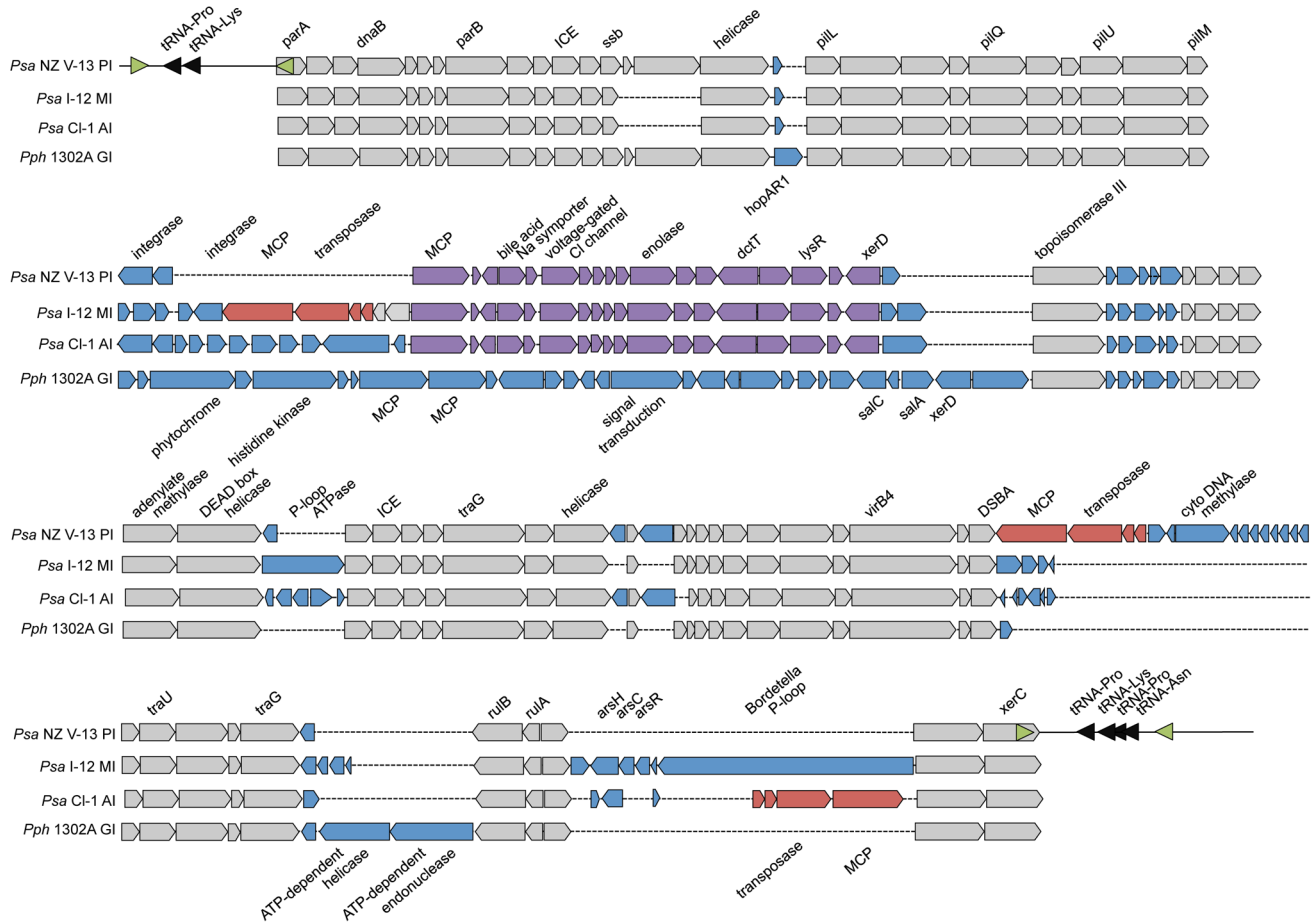 tRNA-Pro
tRNA-Lys
parA
dnaB
parB
ICE
ssb
helicase
pilL
pilQ
pilU
pilM
Psa NZ V-13 PI
Psa I-12 MI
Psa CI-1 AI
Pph 1302A GI
hopAR1
integrase
integrase
MCP
transposase
MCP
bile acid
Na symporter
voltage-gated
Cl channel
enolase
dctT
lysR
xerD
topoisomerase III
Psa NZ V-13 PI
Psa I-12 MI
Psa CI-1 AI
Pph 1302A GI
phytochrome
histidine kinase
MCP
MCP
signal
transduction
salC
salA
xerD
adenylate
methylase
DEAD box
helicase
P-loop
ATPase
ICE
traG
helicase
virB4
DSBA
MCP
transposase
cyto DNA
methylase
Psa NZ V-13 PI
Psa I-12 MI
Psa CI-1 AI
Pph 1302A GI
traU
traG
rulB
rulA
arsH
arsC
arsR
Bordetella
P-loop
xerC
tRNA-Pro
tRNA-Lys
tRNA-Pro
tRNA-Asn
Psa NZ V-13 PI
Psa I-12 MI
Psa CI-1 AI
Pph 1302A GI
ATP-dependent
helicase
ATP-dependent
endonuclease
transposase
MCP